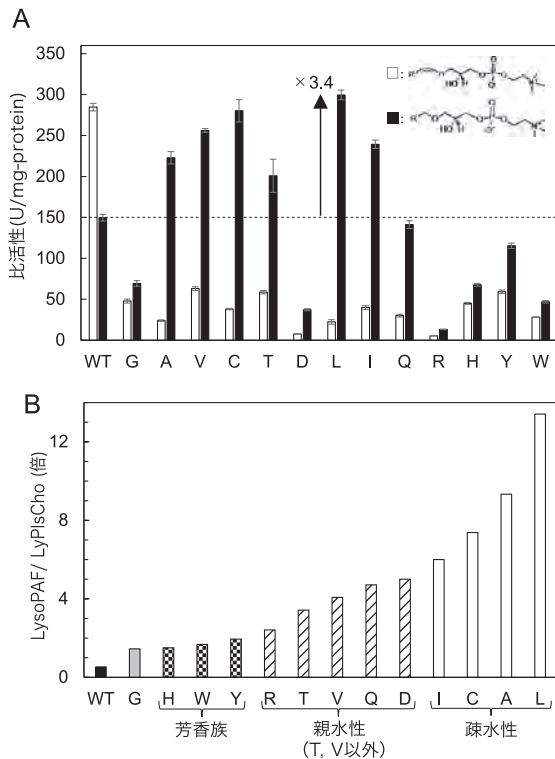 A
比活性(U/mg-protein)
350
300
250
200
150
100
50
0
×3.4
□:
■:
WT G A V C T D L I Q R H Y W
B
LysoPAF/ LyPlsCho (倍)
12
8
4
0
WT G H W Y R T V Q D I C A L
芳香族 親水性 疎水性
(T, V以外)